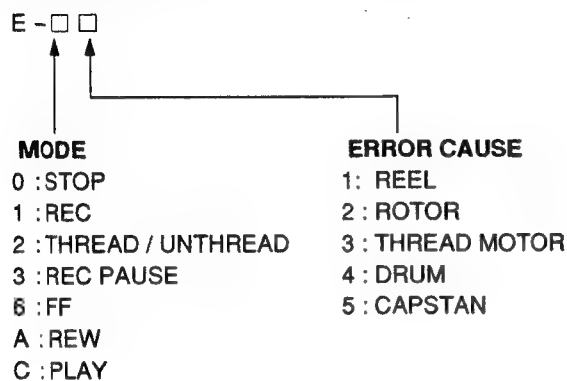 E -□ □
MODE
0 :STOP
1 :REC
2 :THREAD / UNTHREAD
3 :REC PAUSE
6 :FF
A :REW
C :PLAY
ERROR CAUSE
1: REEL
2 : ROTOR
3 : THREAD MOTOR
4 : DRUM
5 : CAPSTAN